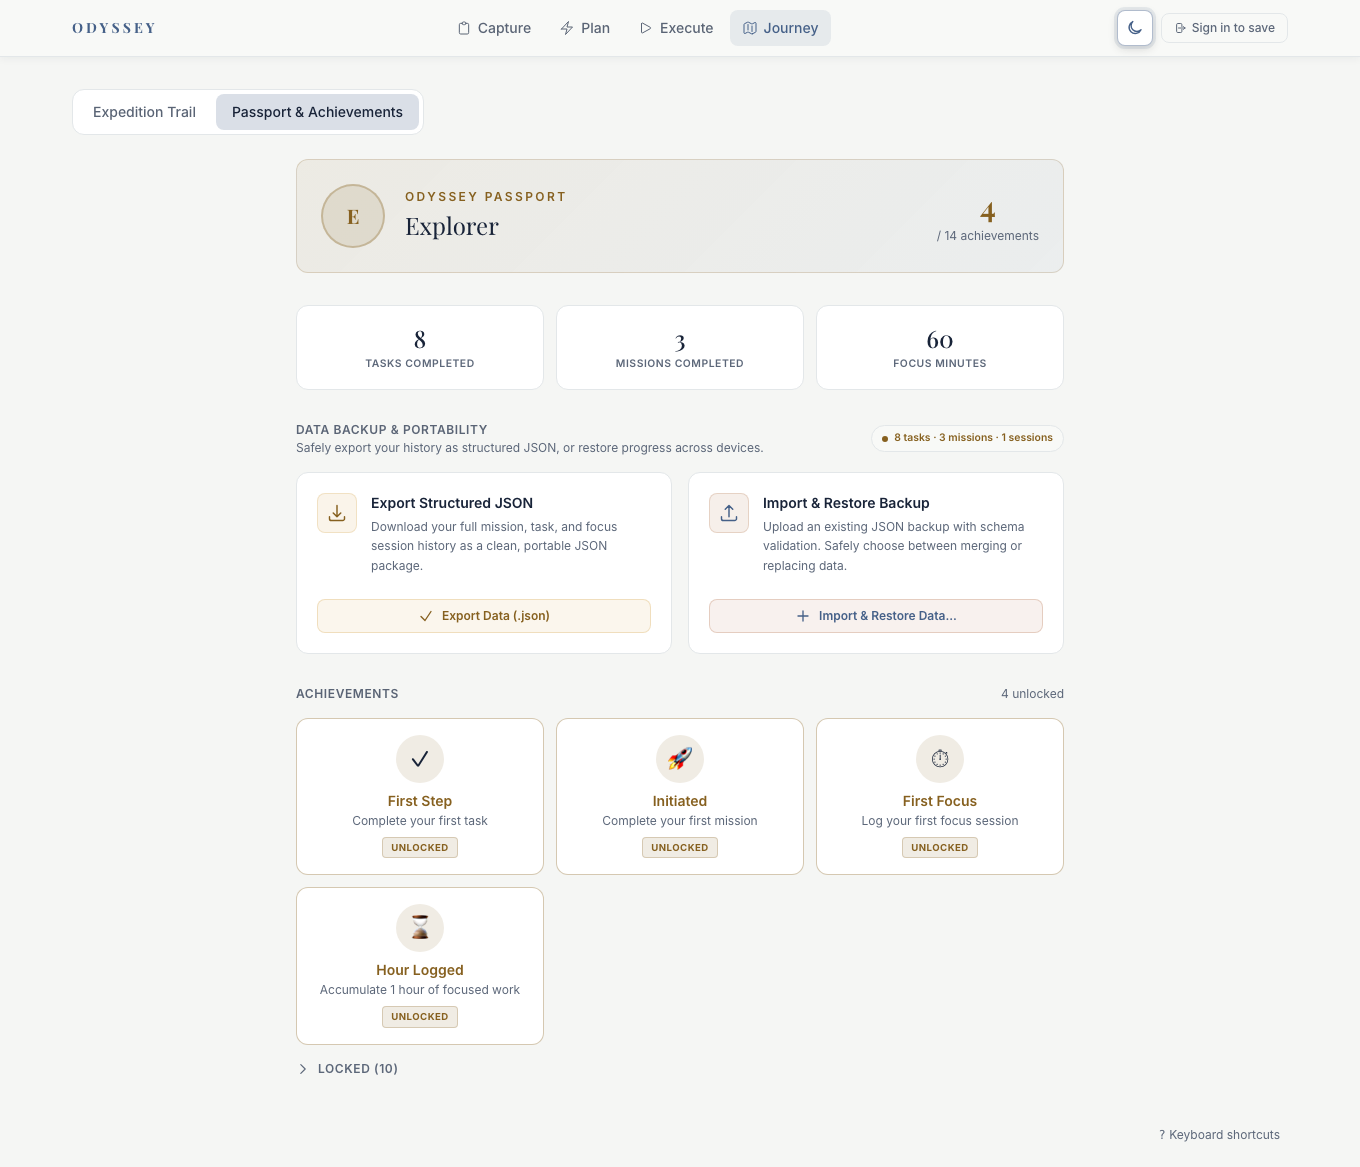 ODYSSEY
Capture
Plan
Execute
Journey
Sign in to save
Expedition Trail
Passport & Achievements
E
ODYSSEY PASSPORT
Explorer
4
/ 14 achievements
8
TASKS COMPLETED
3
MISSIONS COMPLETED
60
FOCUS MINUTES
DATA BACKUP & PORTABILITY
Safely export your history as structured JSON, or restore progress across devices.
8 tasks · 3 missions · 1 sessions
Export Structured JSON
Download your full mission, task, and focus
session history as a clean, portable JSON
package.
Export Data (.json)
Import & Restore Backup
Upload an existing JSON backup with schema
validation. Safely choose between merging or
replacing data.
Import & Restore Data...
ACHIEVEMENTS
4 unlocked
First Step
Complete your first task
UNLOCKED
Initiated
Complete your first mission
UNLOCKED
First Focus
Log your first focus session
UNLOCKED
Hour Logged
Accumulate 1 hour of focused work
UNLOCKED
LOCKED (10)
? Keyboard shortcuts